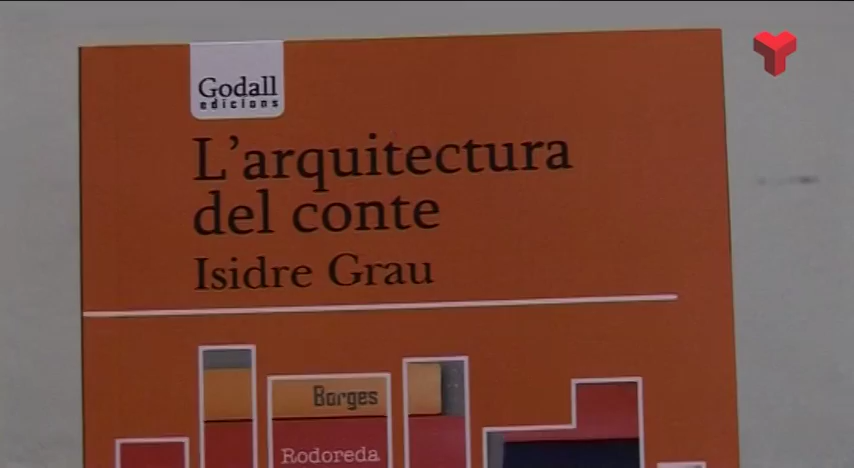 Godall
edicions
L'arquitectura
del conte
Isidre Grau
Borges
Rodoreda